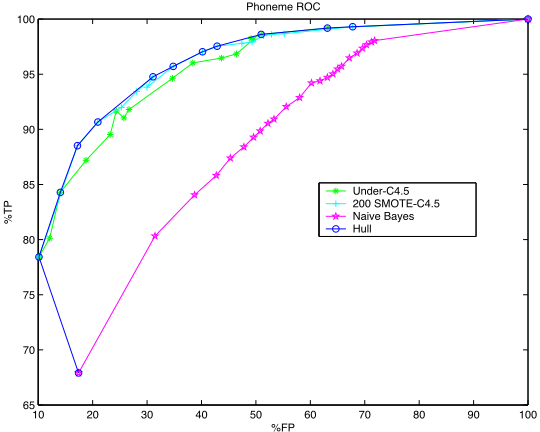 Phoneme ROC
100
95
90
85
80
75
70
65
%TP
Under-C4.5
200 SMOTE-C4.5
Naive Bayes
Hull
10 20 30 40 50 60 70 80 90 100
%FP